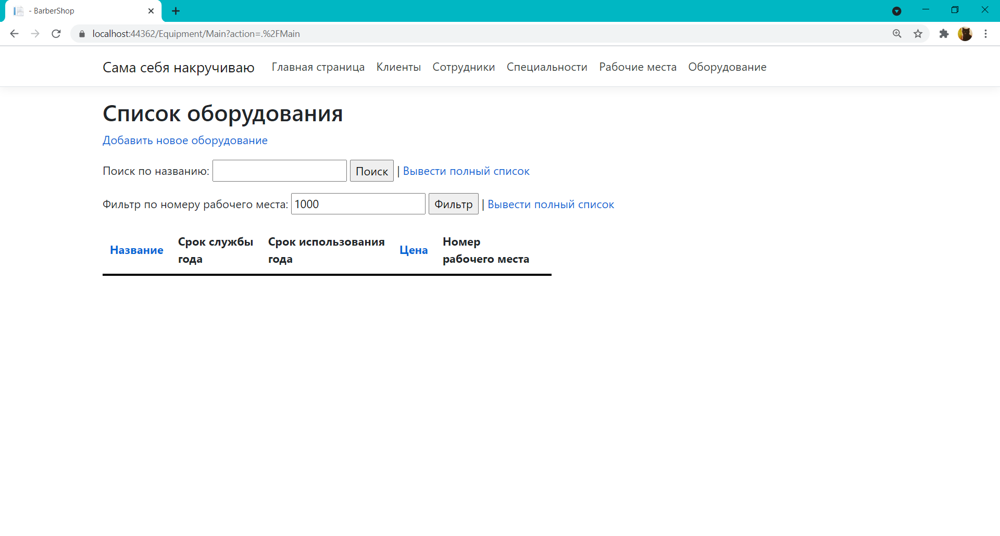 - BarberShop
localhost:44362/Equipment/Main?action=.%2FMain
Сама себя накручиваю Главная страница Клиенты Сотрудники Специальности Рабочие места Оборудование
Список оборудования
Добавить новое оборудование
Поиск по названию: Поиск | Вывести полный список
Фильтр по номеру рабочего места: 1000 Фильтр | Вывести полный список
Название Срок службы года Срок использования года Цена Номер рабочего места